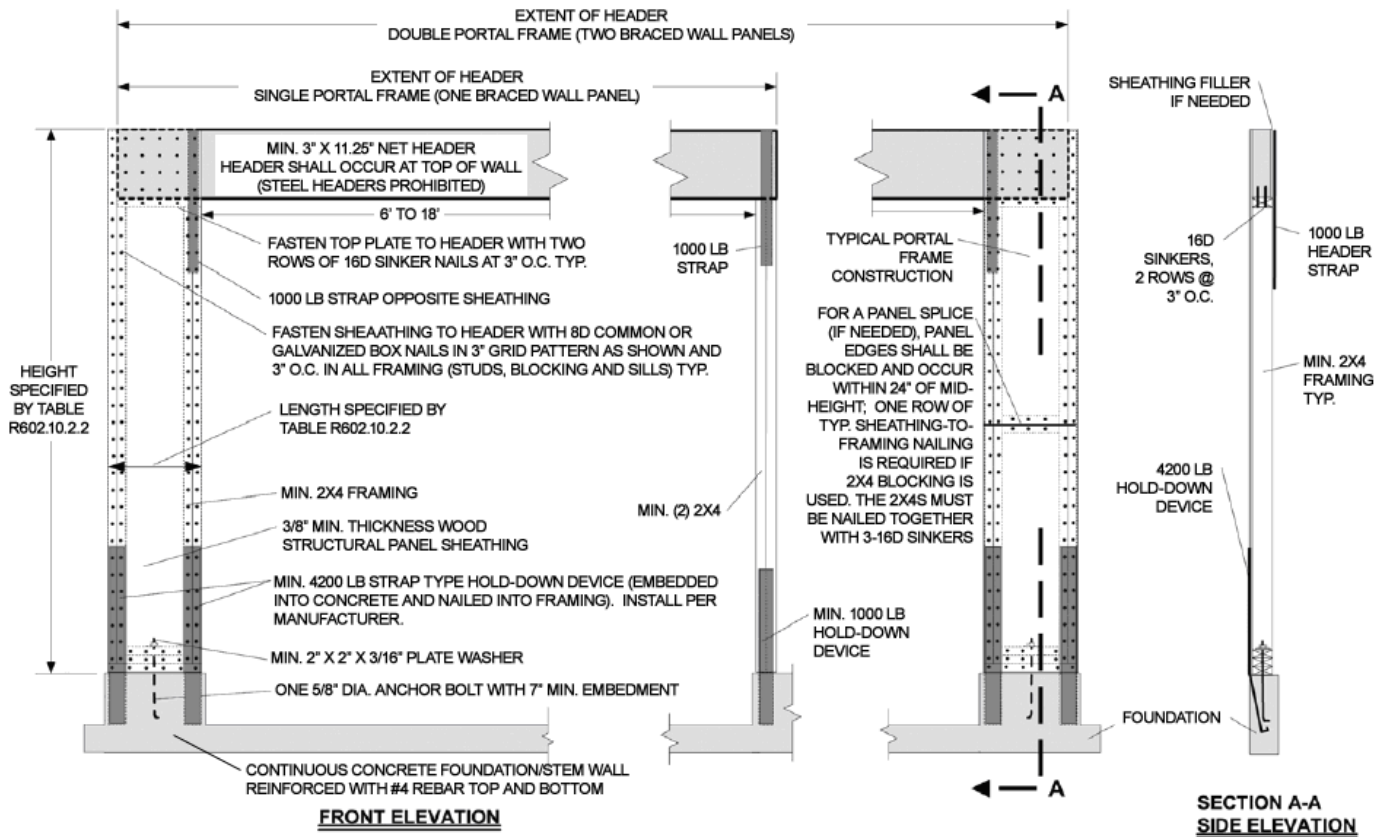 EXTENT OF HEADER
DOUBLE PORTAL FRAME (TWO BRACED WALL PANELS)
EXTENT OF HEADER
SINGLE PORTAL FRAME (ONE BRACED WALL PANEL)
A
SHEATHING FILLER
IF NEEDED
MIN. 3" X 11.25" NET HEADER
HEADER SHALL OCCUR AT TOP OF WALL
(STEEL HEADERS PROHIBITED)
6' TO 18'
FASTEN TOP PLATE TO HEADER WITH TWO
ROWS OF 16D SINKER NAILS AT 3" O.C. TYP.
1000 LB STRAP OPPOSITE SHEATHING
FASTEN SHEAATHING TO HEADER WITH 8D COMMON OR
GALVANIZED BOX NAILS IN 3" GRID PATTERN AS SHOWN AND
3" O.C. IN ALL FRAMING (STUDS, BLOCKING AND SILLS) TYP.
HEIGHT
SPECIFIED
BY TABLE
R602.10.2.2
LENGTH SPECIFIED BY
TABLE R602.10.2.2
MIN. 2X4 FRAMING
3/8" MIN. THICKNESS WOOD
STRUCTURAL PANEL SHEATHING
MIN. 4200 LB STRAP TYPE HOLD-DOWN DEVICE (EMBEDDED
INTO CONCRETE AND NAILED INTO FRAMING). INSTALL PER
MANUFACTURER.
MIN. 2" X 2" X 3/16" PLATE WASHER
ONE 5/8" DIA. ANCHOR BOLT WITH 7" MIN. EMBEDMENT
CONTINUOUS CONCRETE FOUNDATION/STEM WALL
REINFORCED WITH #4 REBAR TOP AND BOTTOM
FRONT ELEVATION
1000 LB
STRAP
MIN. (2) 2X4
MIN. 1000 LB
HOLD-DOWN
DEVICE
TYPICAL PORTAL
FRAME
CONSTRUCTION
FOR A PANEL SPLICE
(IF NEEDED), PANEL
EDGES SHALL BE
BLOCKED AND OCCUR
WITHIN 24" OF MID-
HEIGHT; ONE ROW OF
TYP. SHEATHING-TO-
FRAMING NAILING
IS REQUIRED IF
2X4 BLOCKING IS
USED. THE 2X4S MUST
BE NAILED TOGETHER
WITH 3-16D SINKERS
A
16D
SINKERS,
2 ROWS @
3" O.C.
1000 LB
HEADER
STRAP
MIN. 2X4
FRAMING
TYP.
4200 LB
HOLD-DOWN
DEVICE
FOUNDATION
SECTION A-A
SIDE ELEVATION